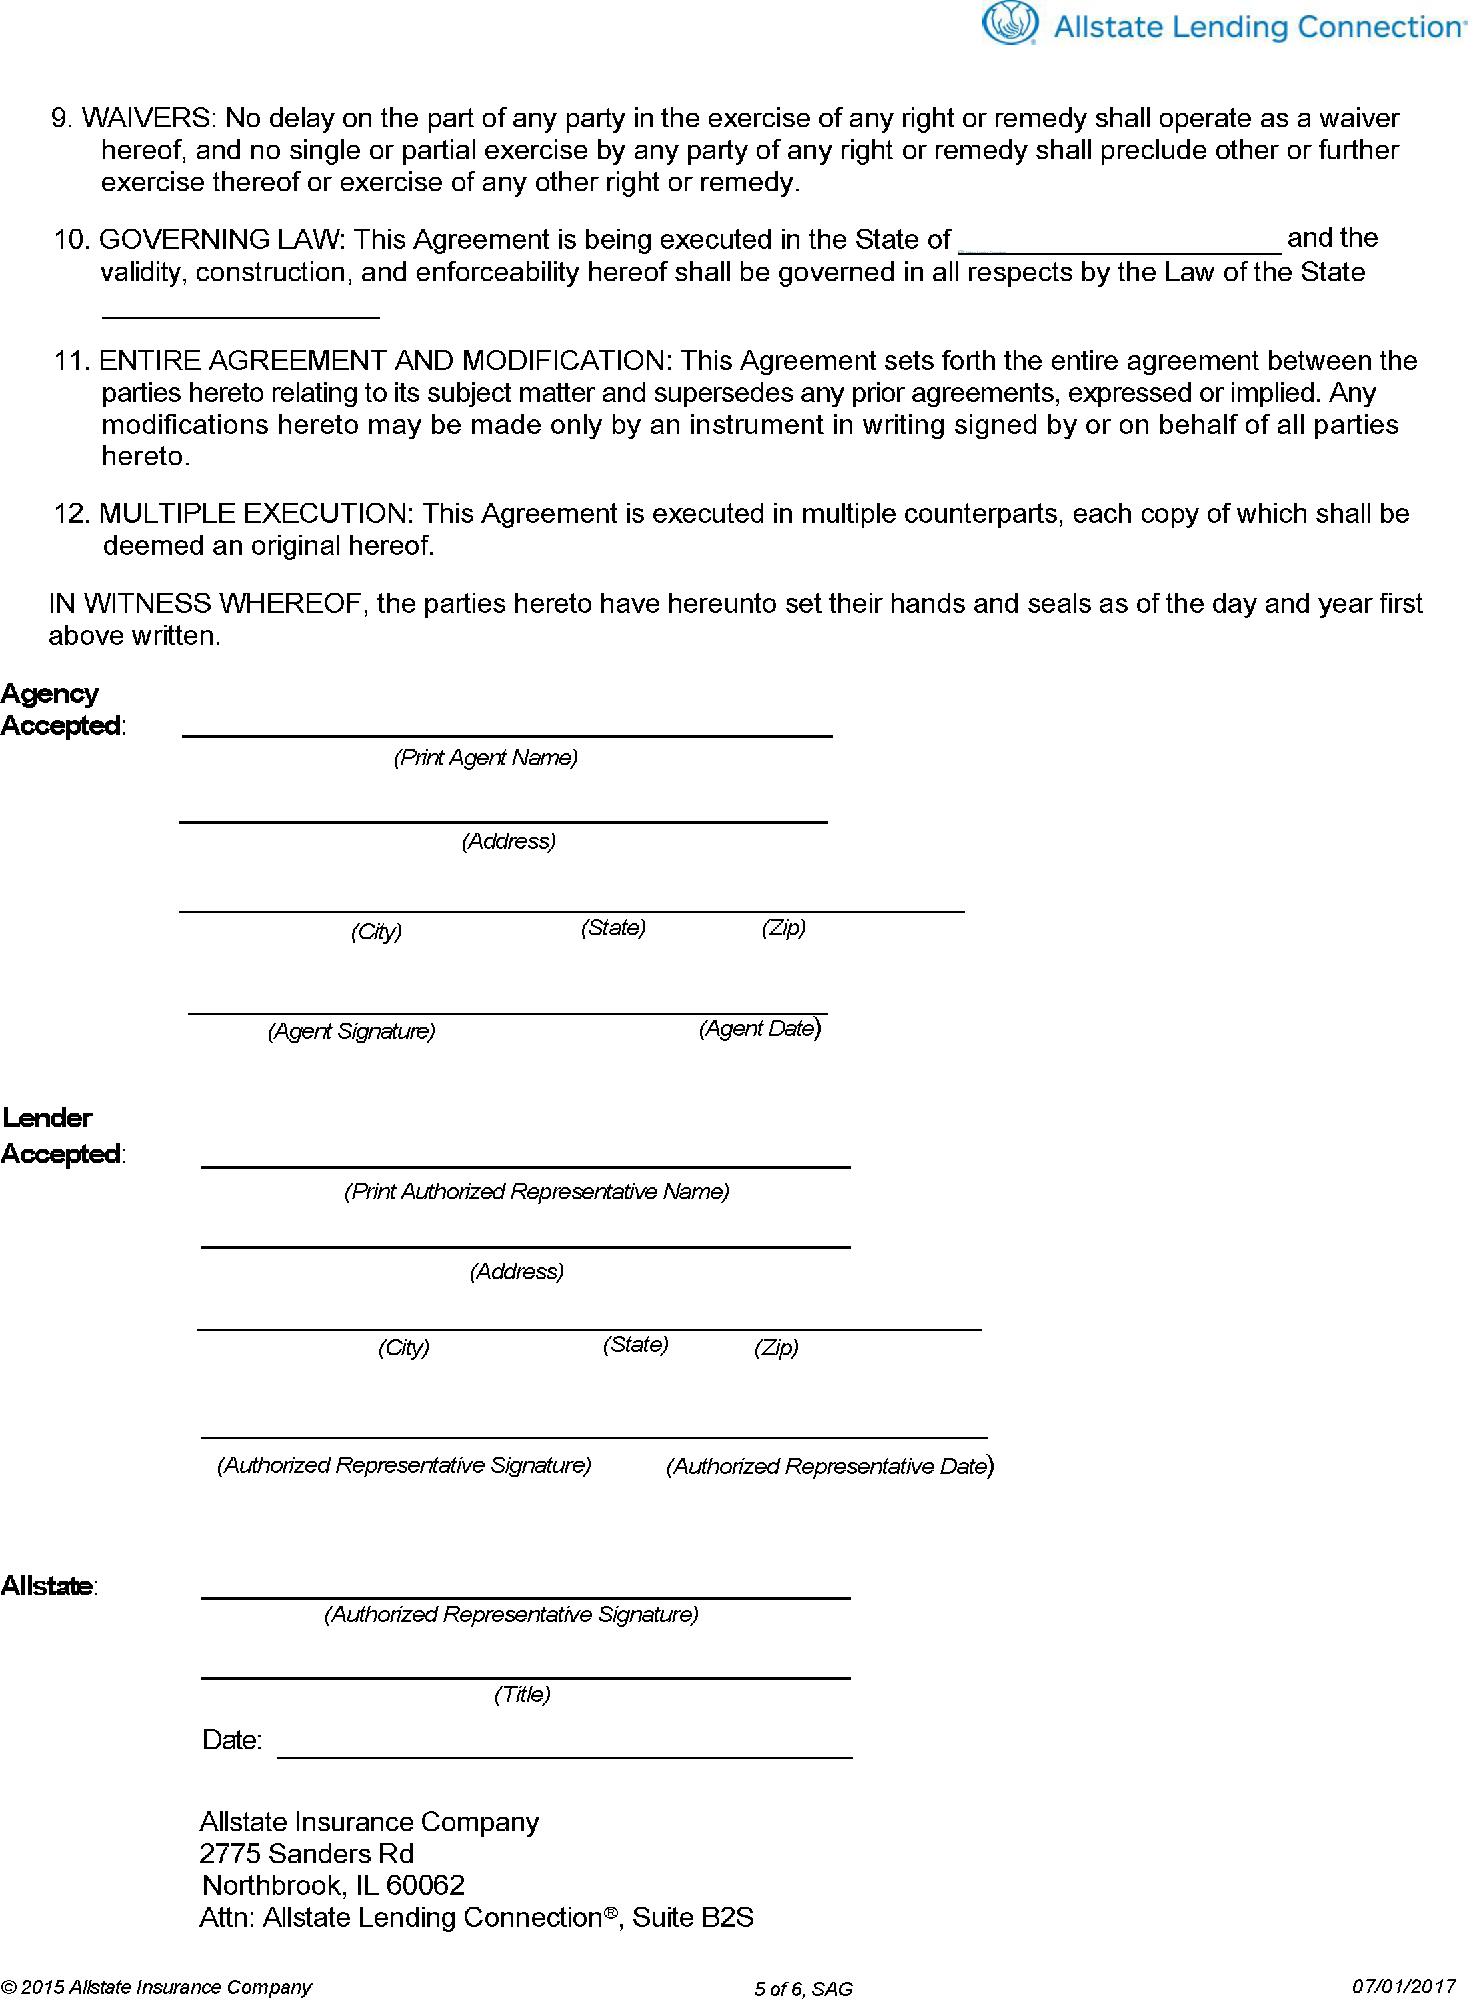 Allstate Lending Connection
9. WAIVERS: No delay on the part of any party in the exercise of any right or remedy shall operate as a waiver
hereof, and no single or partial exercise by any party of any right or remedy shall preclude other or further
exercise thereof or exercise of any other right or remedy.
10. GOVERNING LAW: This Agreement is being executed in the State of ____________________ and the
validity, construction, and enforceability hereof shall be governed in all respects by the Law of the State
____________________
11. ENTIRE AGREEMENT AND MODIFICATION: This Agreement sets forth the entire agreement between the
parties hereto relating to its subject matter and supersedes any prior agreements, expressed or implied. Any
modifications hereto may be made only by an instrument in writing signed by or on behalf of all parties
hereto.
12. MULTIPLE EXECUTION: This Agreement is executed in multiple counterparts, each copy of which shall be
deemed an original hereof.
IN WITNESS WHEREOF, the parties hereto have hereunto set their hands and seals as of the day and year first
above written.
Agency
Accepted:
(Print Agent Name)
(Address)
(City) (State) (Zip)
(Agent Signature) (Agent Date)
Lender
Accepted:
(Print Authorized Representative Name)
(Address)
(City) (State) (Zip)
(Authorized Representative Signature) (Authorized Representative Date)
Allstate:
(Authorized Representative Signature)
(Title)
Date:
Allstate Insurance Company
2775 Sanders Rd
Northbrook, IL 60062
Attn: Allstate Lending Connection®, Suite B2S
© 2015 Allstate Insurance Company 5 of 6, SAG 07/01/2017